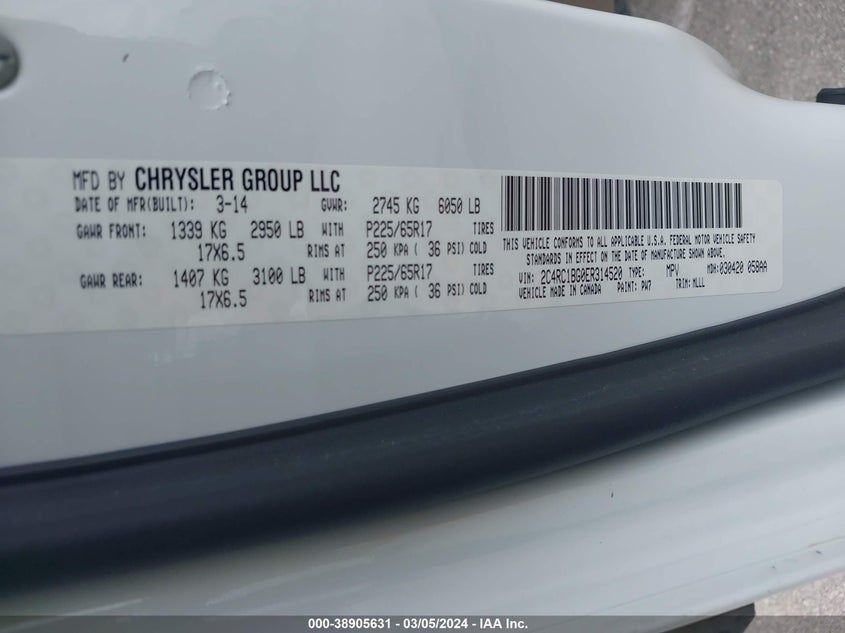 MFD BY CHRYSLER GROUP LLC
DATE OF MFR(BUILT): 3-14 GVWR: 2745 KG 6050 LB
GAWR FRONT: 1339 KG 2950 LB WITH P225/65R17 TIRES
17X6.5 RIMS AT 250 KPA ( 36 PSI) COLD
GAWR REAR: 1407 KG 3100 LB WITH P225/65R17 TIRES
17X6.5 RIMS AT 250 KPA ( 36 PSI) COLD
THIS VEHICLE CONFORMS TO ALL APPLICABLE U.S.A. FEDERAL MOTOR VEHICLE SAFETY
STANDARDS IN EFFECT ON THE DATE OF MANUFACTURE SHOWN ABOVE.
VIN: 2C4RC1BG0ER314520 TYPE: MPV MDH: 030420 058AA
VEHICLE MADE IN CANADA PAINT: PW7 TRIM: MLLL
000-38905631 - 03/05/2024 - IAA Inc.